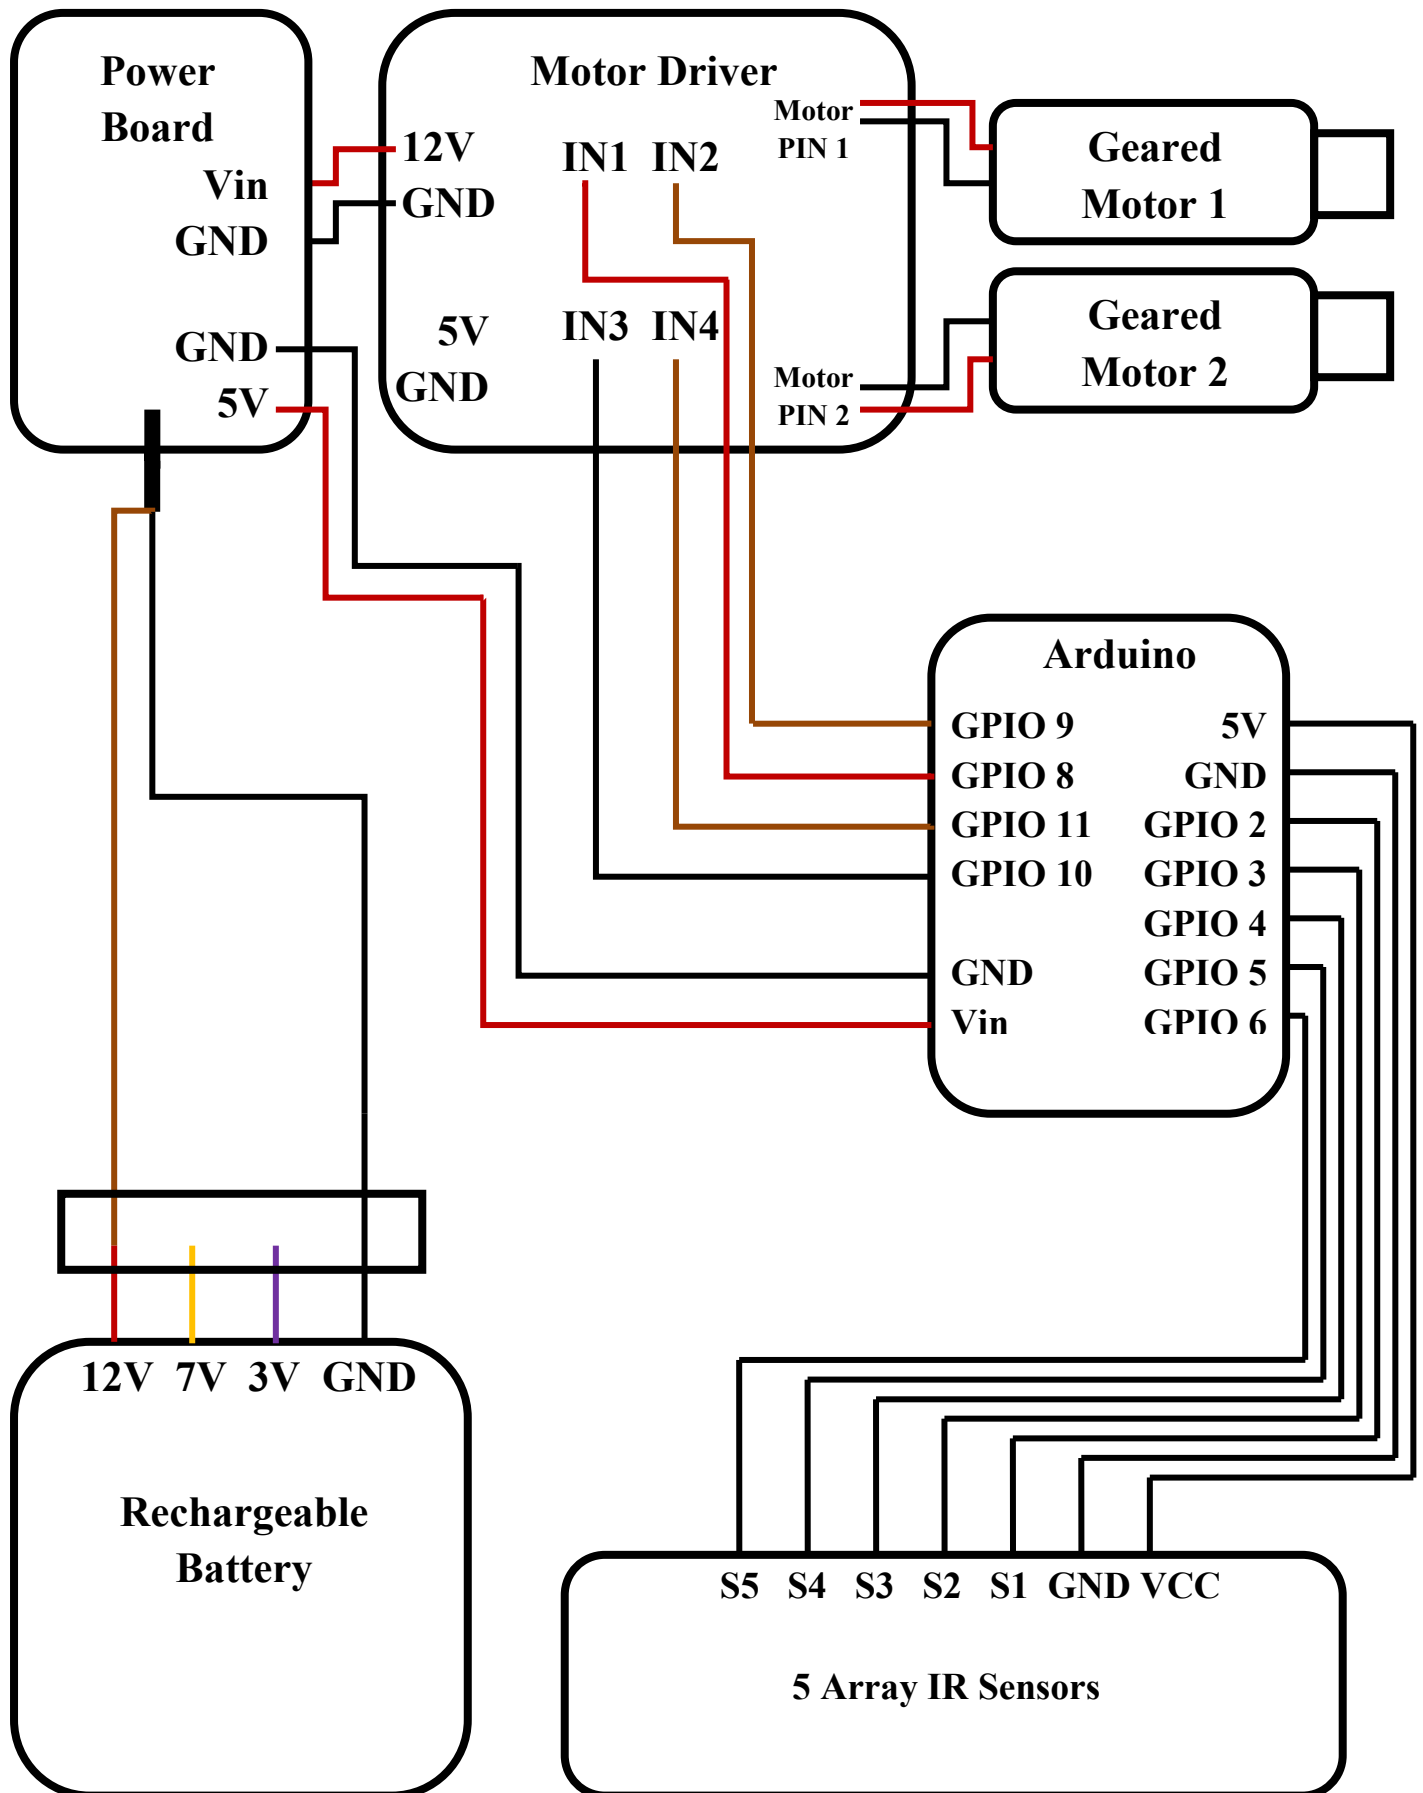 Power
Board
Vin
GND
GND
5V
Motor Driver
12V
GND
5V
GND
IN1 IN2
IN3 IN4
Motor
PIN 1
Motor
PIN 2
Geared
Motor 1
Geared
Motor 2
Arduino
GPIO 9
GPIO 8
GPIO 11
GPIO 10
GND
Vin
5V
GND
GPIO 2
GPIO 3
GPIO 4
GPIO 5
GPIO 6
12V 7V 3V GND
Rechargeable
Battery
S5 S4 S3 S2 S1 GND VCC
5 Array IR Sensors